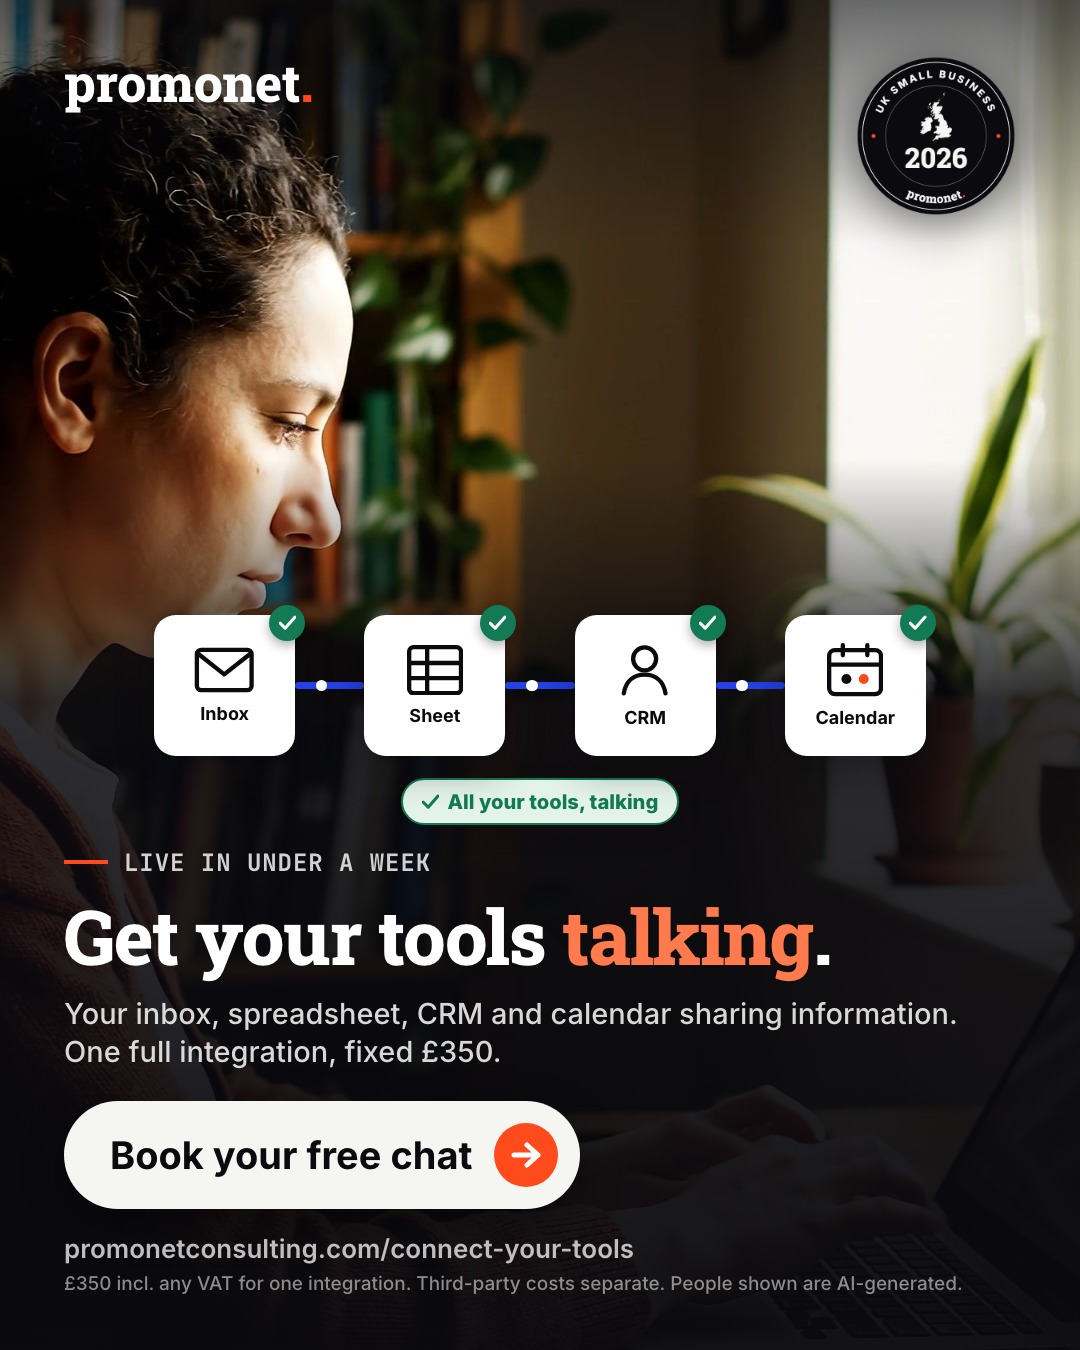 promonet.
UK SMALL BUSINESS
2026
promonet.
Inbox
Sheet
CRM
Calendar
All your tools, talking
LIVE IN UNDER A WEEK
Get your tools talking.
Your inbox, spreadsheet, CRM and calendar sharing information.
One full integration, fixed £350.
Book your free chat
promonetconsulting.com/connect-your-tools
£350 incl. any VAT for one integration. Third-party costs separate. People shown are AI-generated.